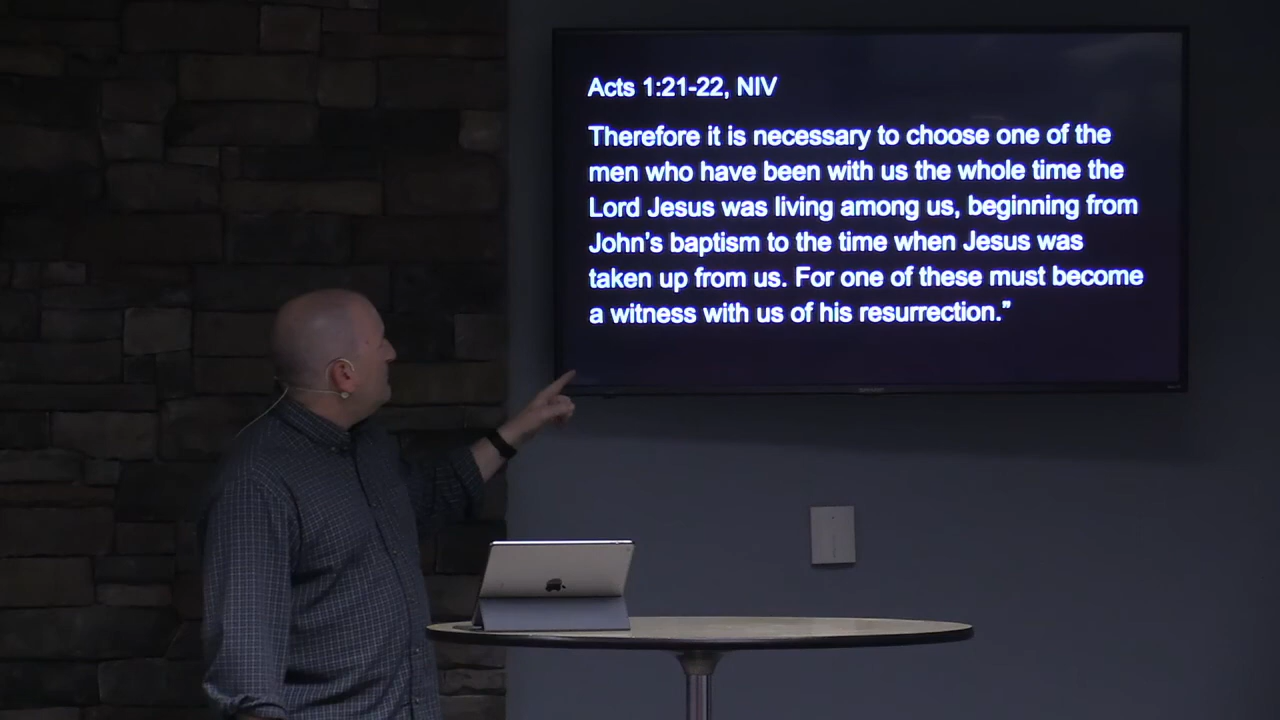 Acts 1:21-22, NIV
Therefore it is necessary to choose one of the
men who have been with us the whole time the
Lord Jesus was living among us, beginning from
John’s baptism to the time when Jesus was
taken up from us. For one of these must become
a witness with us of his resurrection.”